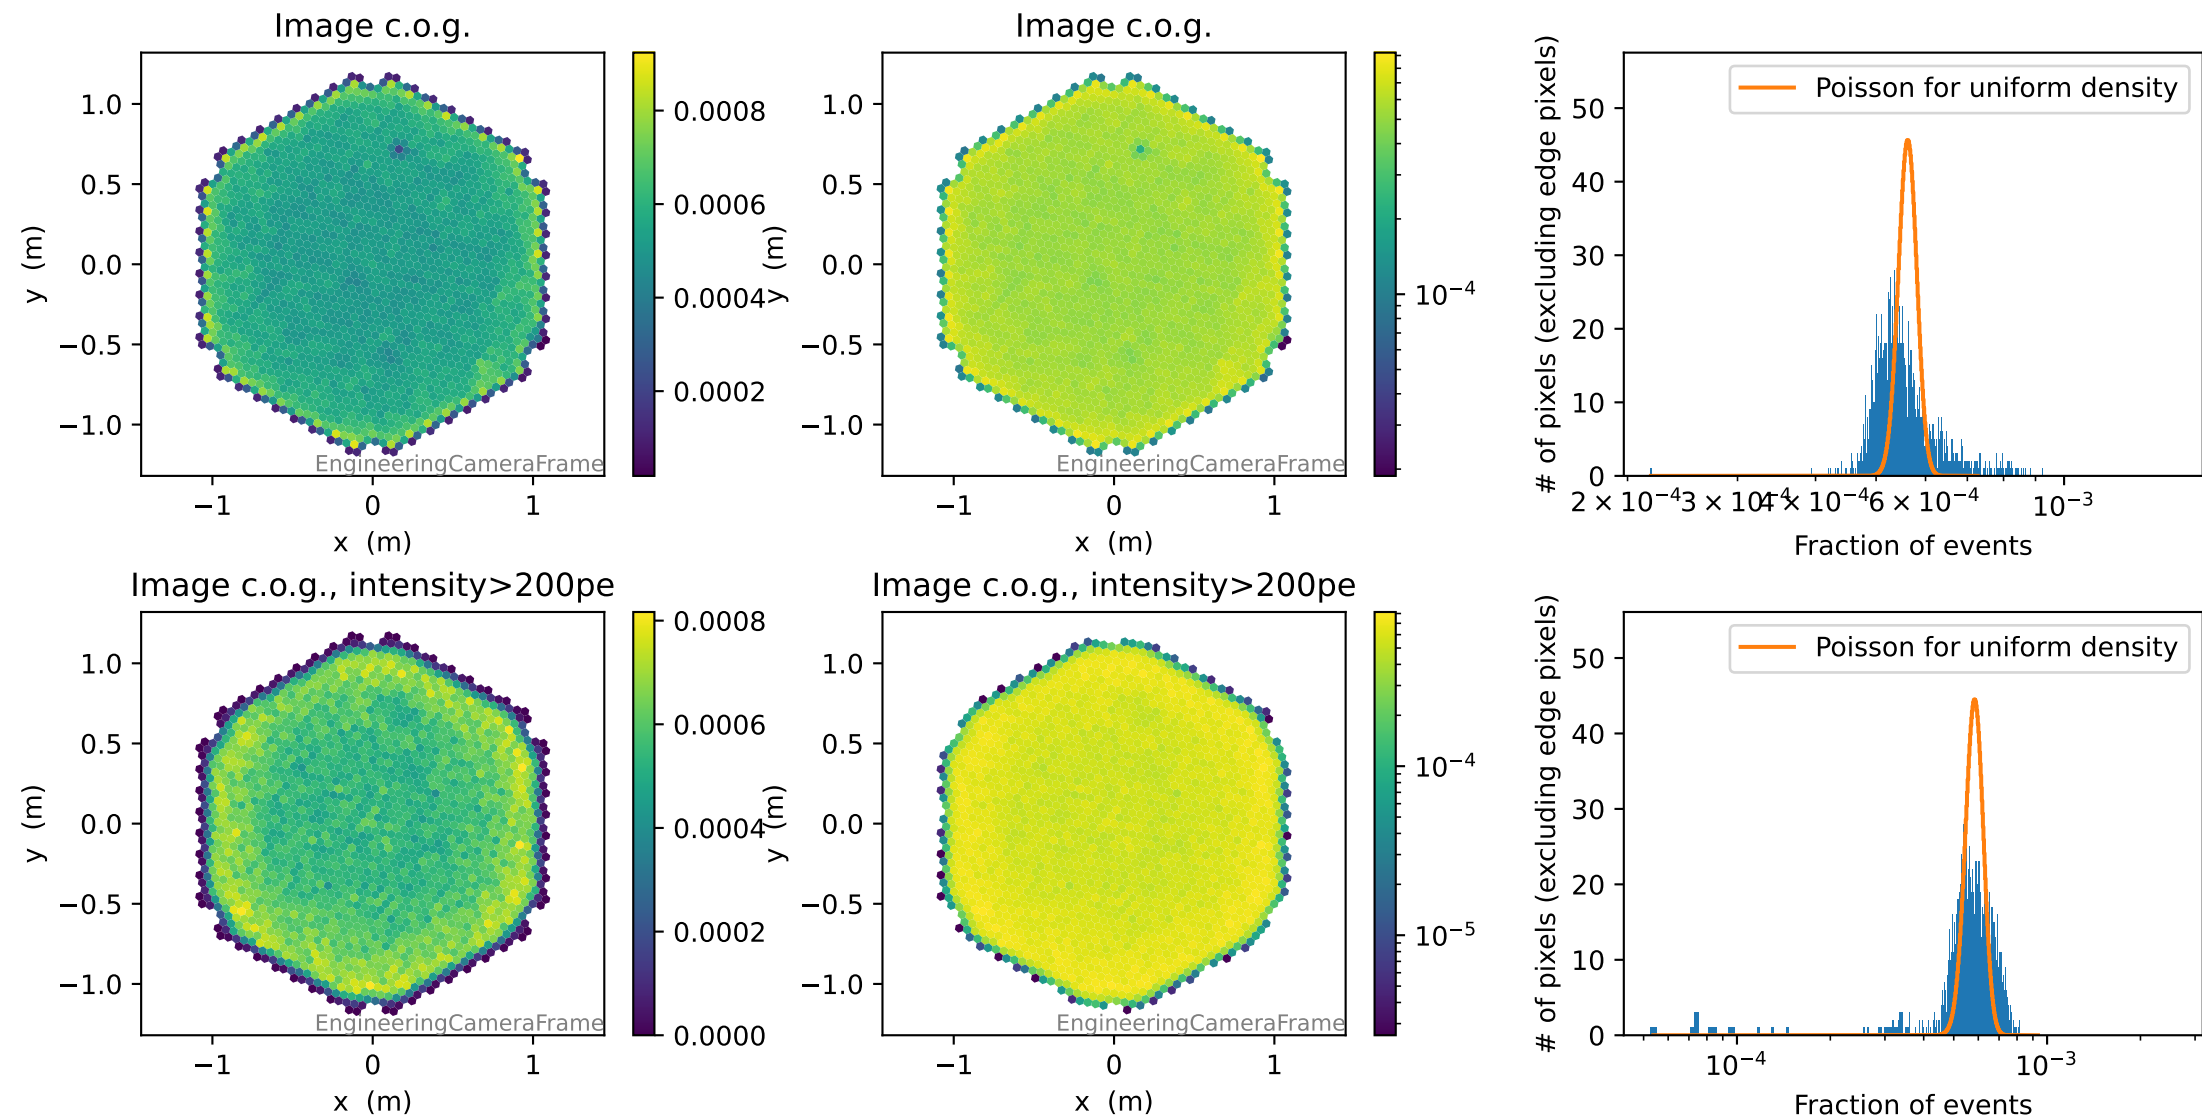 Image c.o.g.
y (m)
1.0
0.5
0.0
−0.5
−1.0
−1
0
1
x (m)
EngineeringCameraFrame
0.0008
0.0006
0.0004
0.0002
Image c.o.g.
y (m)
1.0
0.5
0.0
−0.5
−1.0
−1
0
1
x (m)
EngineeringCameraFrame
10⁻⁴
# of pixels (excluding edge pixels)
50
40
30
20
10
0
Poisson for uniform density
2 × 10⁻⁴
3 × 10⁻⁴
4 × 10⁻⁴
6 × 10⁻⁴
10⁻³
Fraction of events
Image c.o.g., intensity>200pe
y (m)
1.0
0.5
0.0
−0.5
−1.0
−1
0
1
x (m)
EngineeringCameraFrame
0.0008
0.0006
0.0004
0.0002
0.0000
Image c.o.g., intensity>200pe
y (m)
1.0
0.5
0.0
−0.5
−1.0
−1
0
1
x (m)
EngineeringCameraFrame
10⁻⁴
10⁻⁵
# of pixels (excluding edge pixels)
50
40
30
20
10
0
Poisson for uniform density
10⁻⁴
10⁻³
Fraction of events